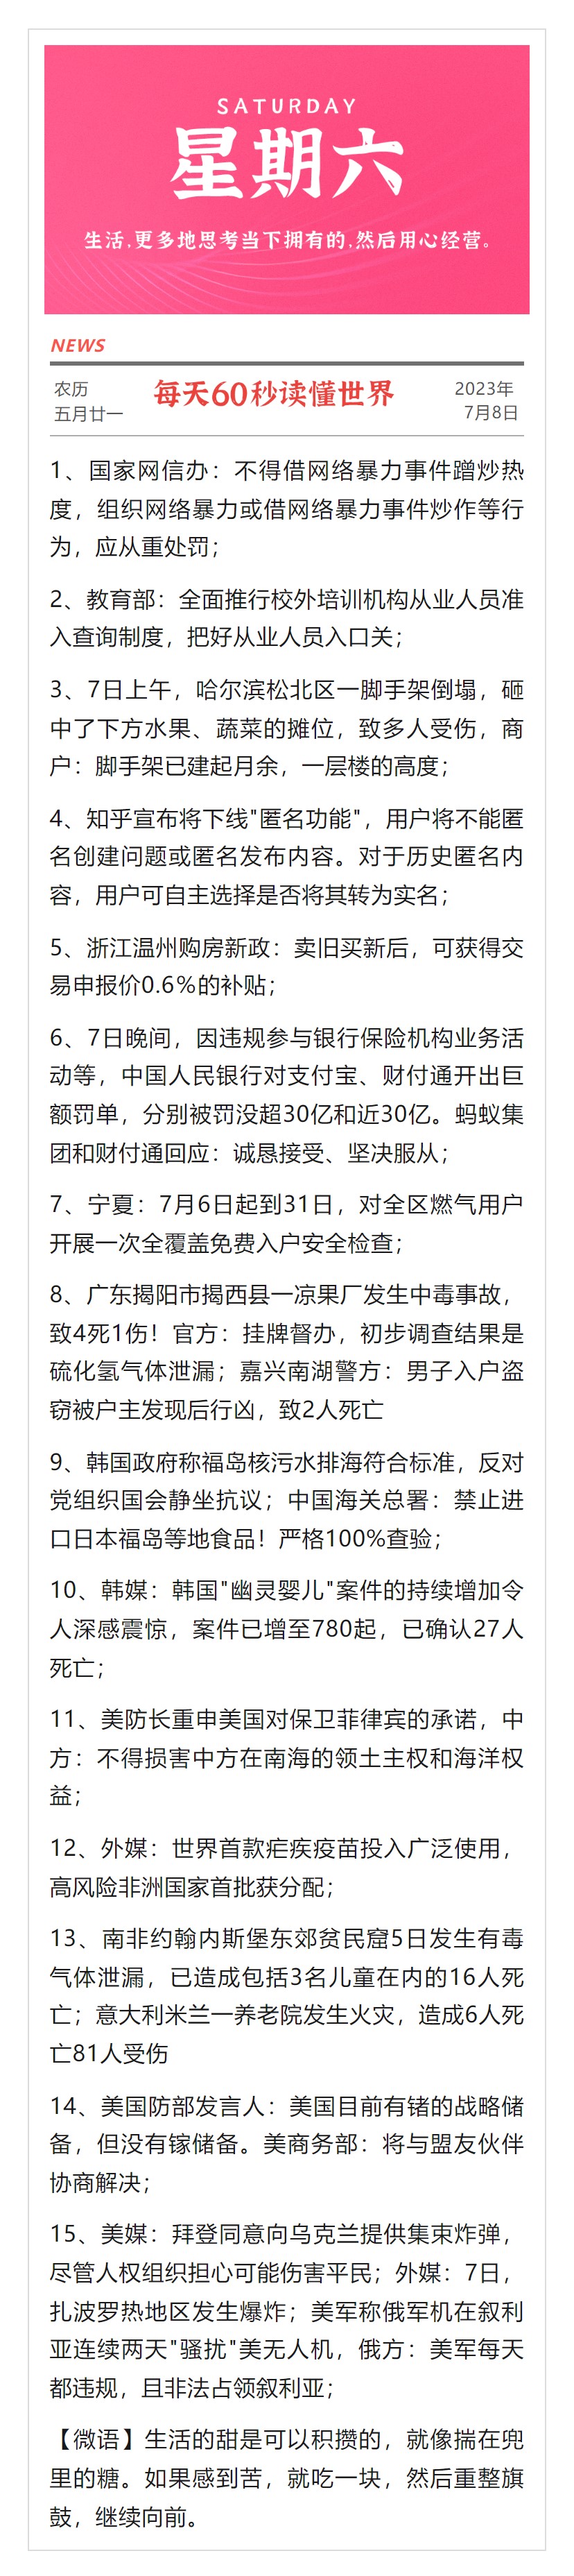 SATURDAY
星期六
生活,更多地思考当下拥有的,然后用心经营。
NEWS
农历
五月廿一
每天60秒读懂世界
2023年
7月8日
1、国家网信办：不得借网络暴力事件蹭炒热
度，组织网络暴力或借网络暴力事件炒作等行
为，应从重处罚；
2、教育部：全面推行校外培训机构从业人员准
入查询制度，把好从业人员入口关；
3、7日上午，哈尔滨松北区一脚手架倒塌，砸
中了下方水果、蔬菜的摊位，致多人受伤，商
户：脚手架已建起月余，一层楼的高度；
4、知乎宣布将下线"匿名功能"，用户将不能匿
名创建问题或匿名发布内容。对于历史匿名内
容，用户可自主选择是否将其转为实名；
5、浙江温州购房新政：卖旧买新后，可获得交
易申报价0.6%的补贴；
6、7日晚间，因违规参与银行保险机构业务活
动等，中国人民银行对支付宝、财付通开出巨
额罚单，分别被罚没超30亿和近30亿。蚂蚁集
团和财付通回应：诚恳接受、坚决服从；
7、宁夏：7月6日起到31日，对全区燃气用户
开展一次全覆盖免费入户安全检查；
8、广东揭阳市揭西县一凉果厂发生中毒事故，
致4死1伤！官方：挂牌督办，初步调查结果是
硫化氢气体泄漏；嘉兴南湖警方：男子入户盗
窃被户主发现后行凶，致2人死亡
9、韩国政府称福岛核污水排海符合标准，反对
党组织国会静坐抗议；中国海关总署：禁止进
口日本福岛等地食品！严格100%查验；
10、韩媒：韩国"幽灵婴儿"案件的持续增加令
人深感震惊，案件已增至780起，已确认27人
死亡；
11、美防长重申美国对保卫菲律宾的承诺，中
方：不得损害中方在南海的领土主权和海洋权
益；
12、外媒：世界首款疟疾疫苗投入广泛使用，
高风险非洲国家首批获分配；
13、南非约翰内斯堡东郊贫民窟5日发生有毒
气体泄漏，已造成包括3名儿童在内的16人死
亡；意大利米兰一养老院发生火灾，造成6人死
亡81人受伤
14、美国防部发言人：美国目前有锗的战略储
备，但没有镓储备。美商务部：将与盟友伙伴
协商解决；
15、美媒：拜登同意向乌克兰提供集束炸弹，
尽管人权组织担心可能伤害平民；外媒：7日，
扎波罗热地区发生爆炸；美军称俄军机在叙利
亚连续两天"骚扰"美无人机，俄方：美军每天
都违规，且非法占领叙利亚；
【微语】生活的甜是可以积攒的，就像揣在兜
里的糖。如果感到苦，就吃一块，然后重整旗
鼓，继续向前。